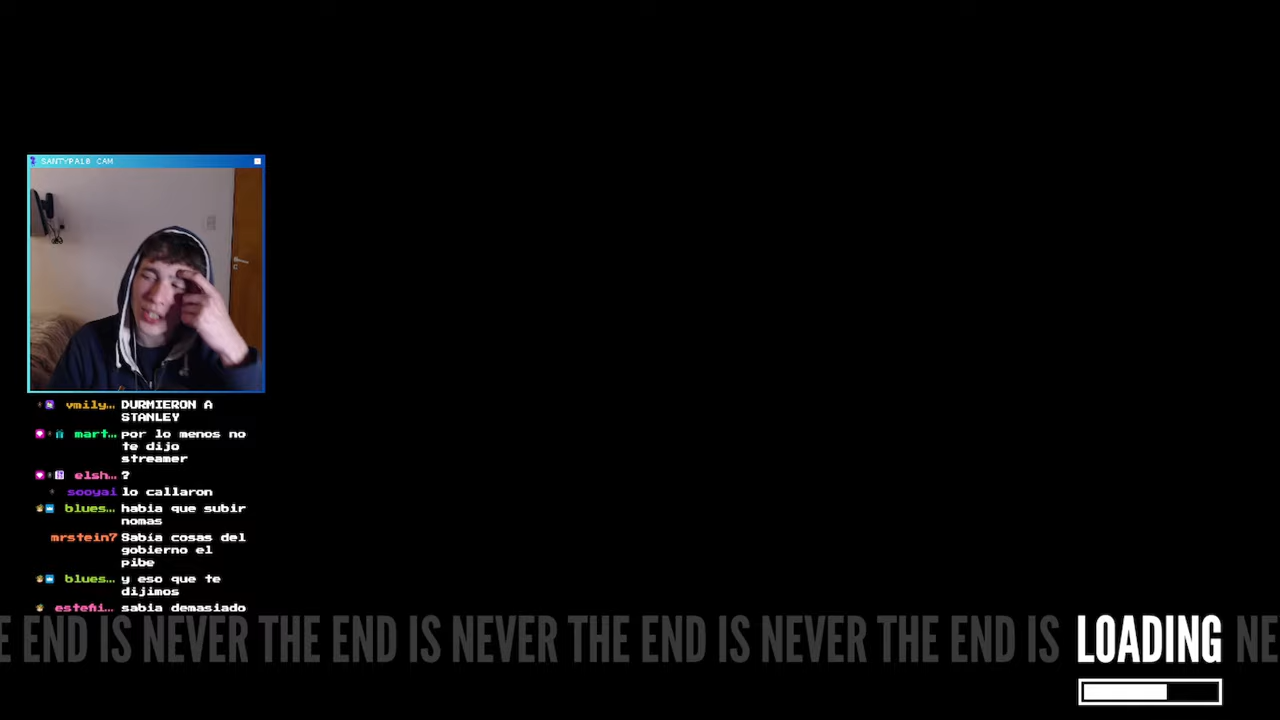 SANTYPALO CAM
vmily… DURMIERON A
STANLEY
mart… por lo menos no
te dijo
streamer
elsh… ?
sooyai lo callaron
blues… habia que subir
nomas
mrstein7 Sabía cosas del
gobierno el
pibe
blues… y eso que te
dijimos
estefi… sabia demasiado
E END IS NEVER THE END IS NEVER THE END IS NEVER THE END IS LOADING NE